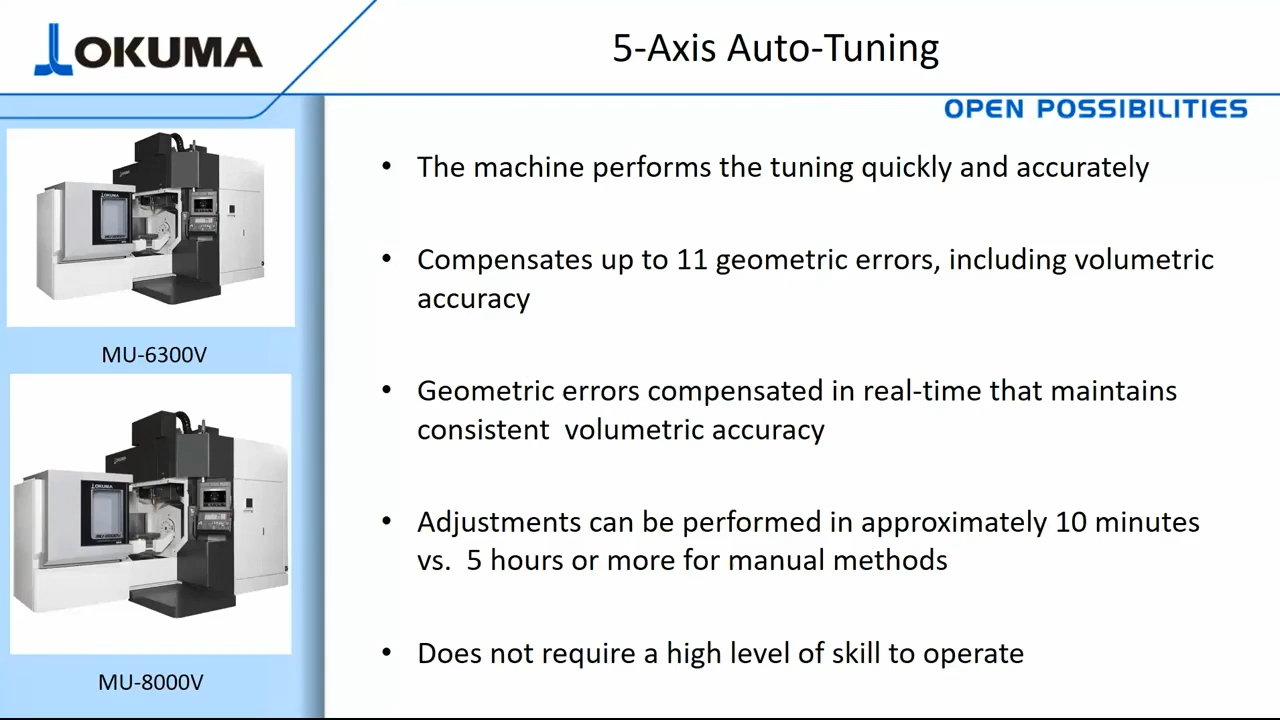 OKUMA
5-Axis Auto-Tuning
OPEN POSSIBILITIES
OKUMA
MU-6300V
OKUMA
MU-8000V
• The machine performs the tuning quickly and accurately
• Compensates up to 11 geometric errors, including volumetric
accuracy
• Geometric errors compensated in real-time that maintains
consistent  volumetric accuracy
• Adjustments can be performed in approximately 10 minutes
vs.  5 hours or more for manual methods
• Does not require a high level of skill to operate